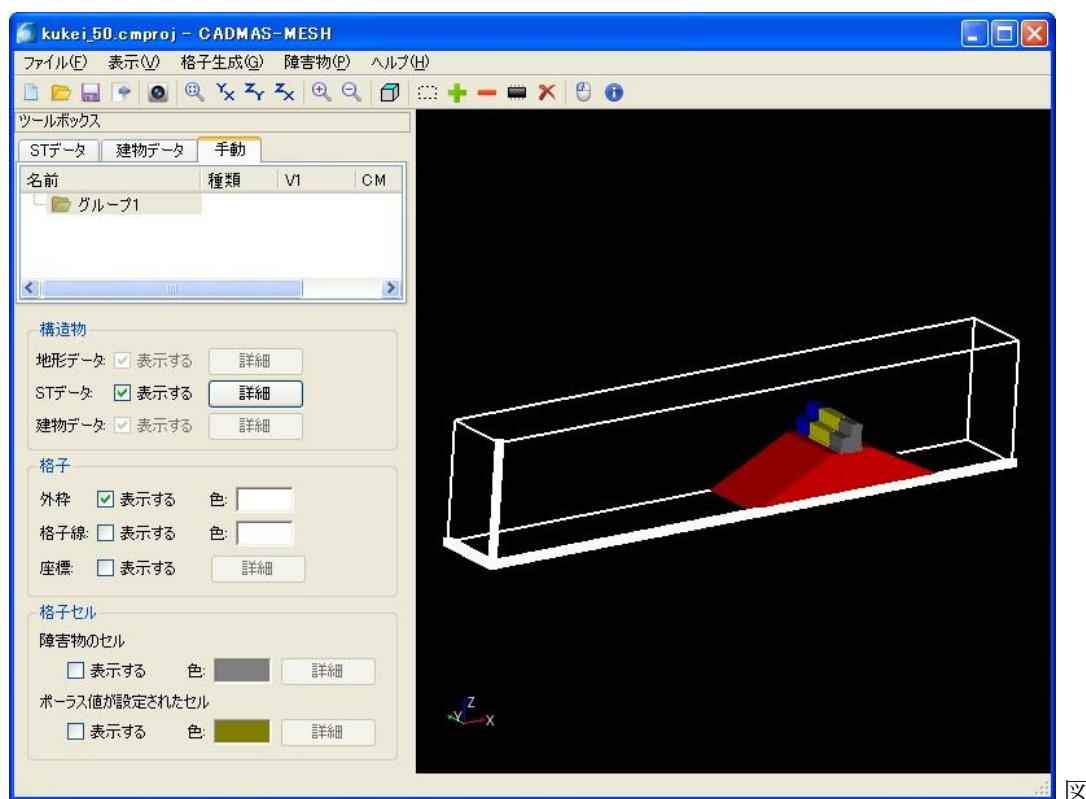 kukei_50.cmproj - CADMAS-MESH
ファイル(F) 表示(V) 格子生成(G) 障害物(P) ヘルプ(H)
ツールボックス
STデータ 建物データ 手動
名前 種類 V1 CM
グループ1
構造物
地形データ: 表示する 詳細
STデータ: 表示する 詳細
建物データ: 表示する 詳細
格子
外枠 表示する 色:
格子線: 表示する 色:
座標: 表示する 詳細
格子セル
障害物のセル
表示する 色: 詳細
ポーラス値が設定されたセル
表示する 色: 詳細
Z
Y X
図